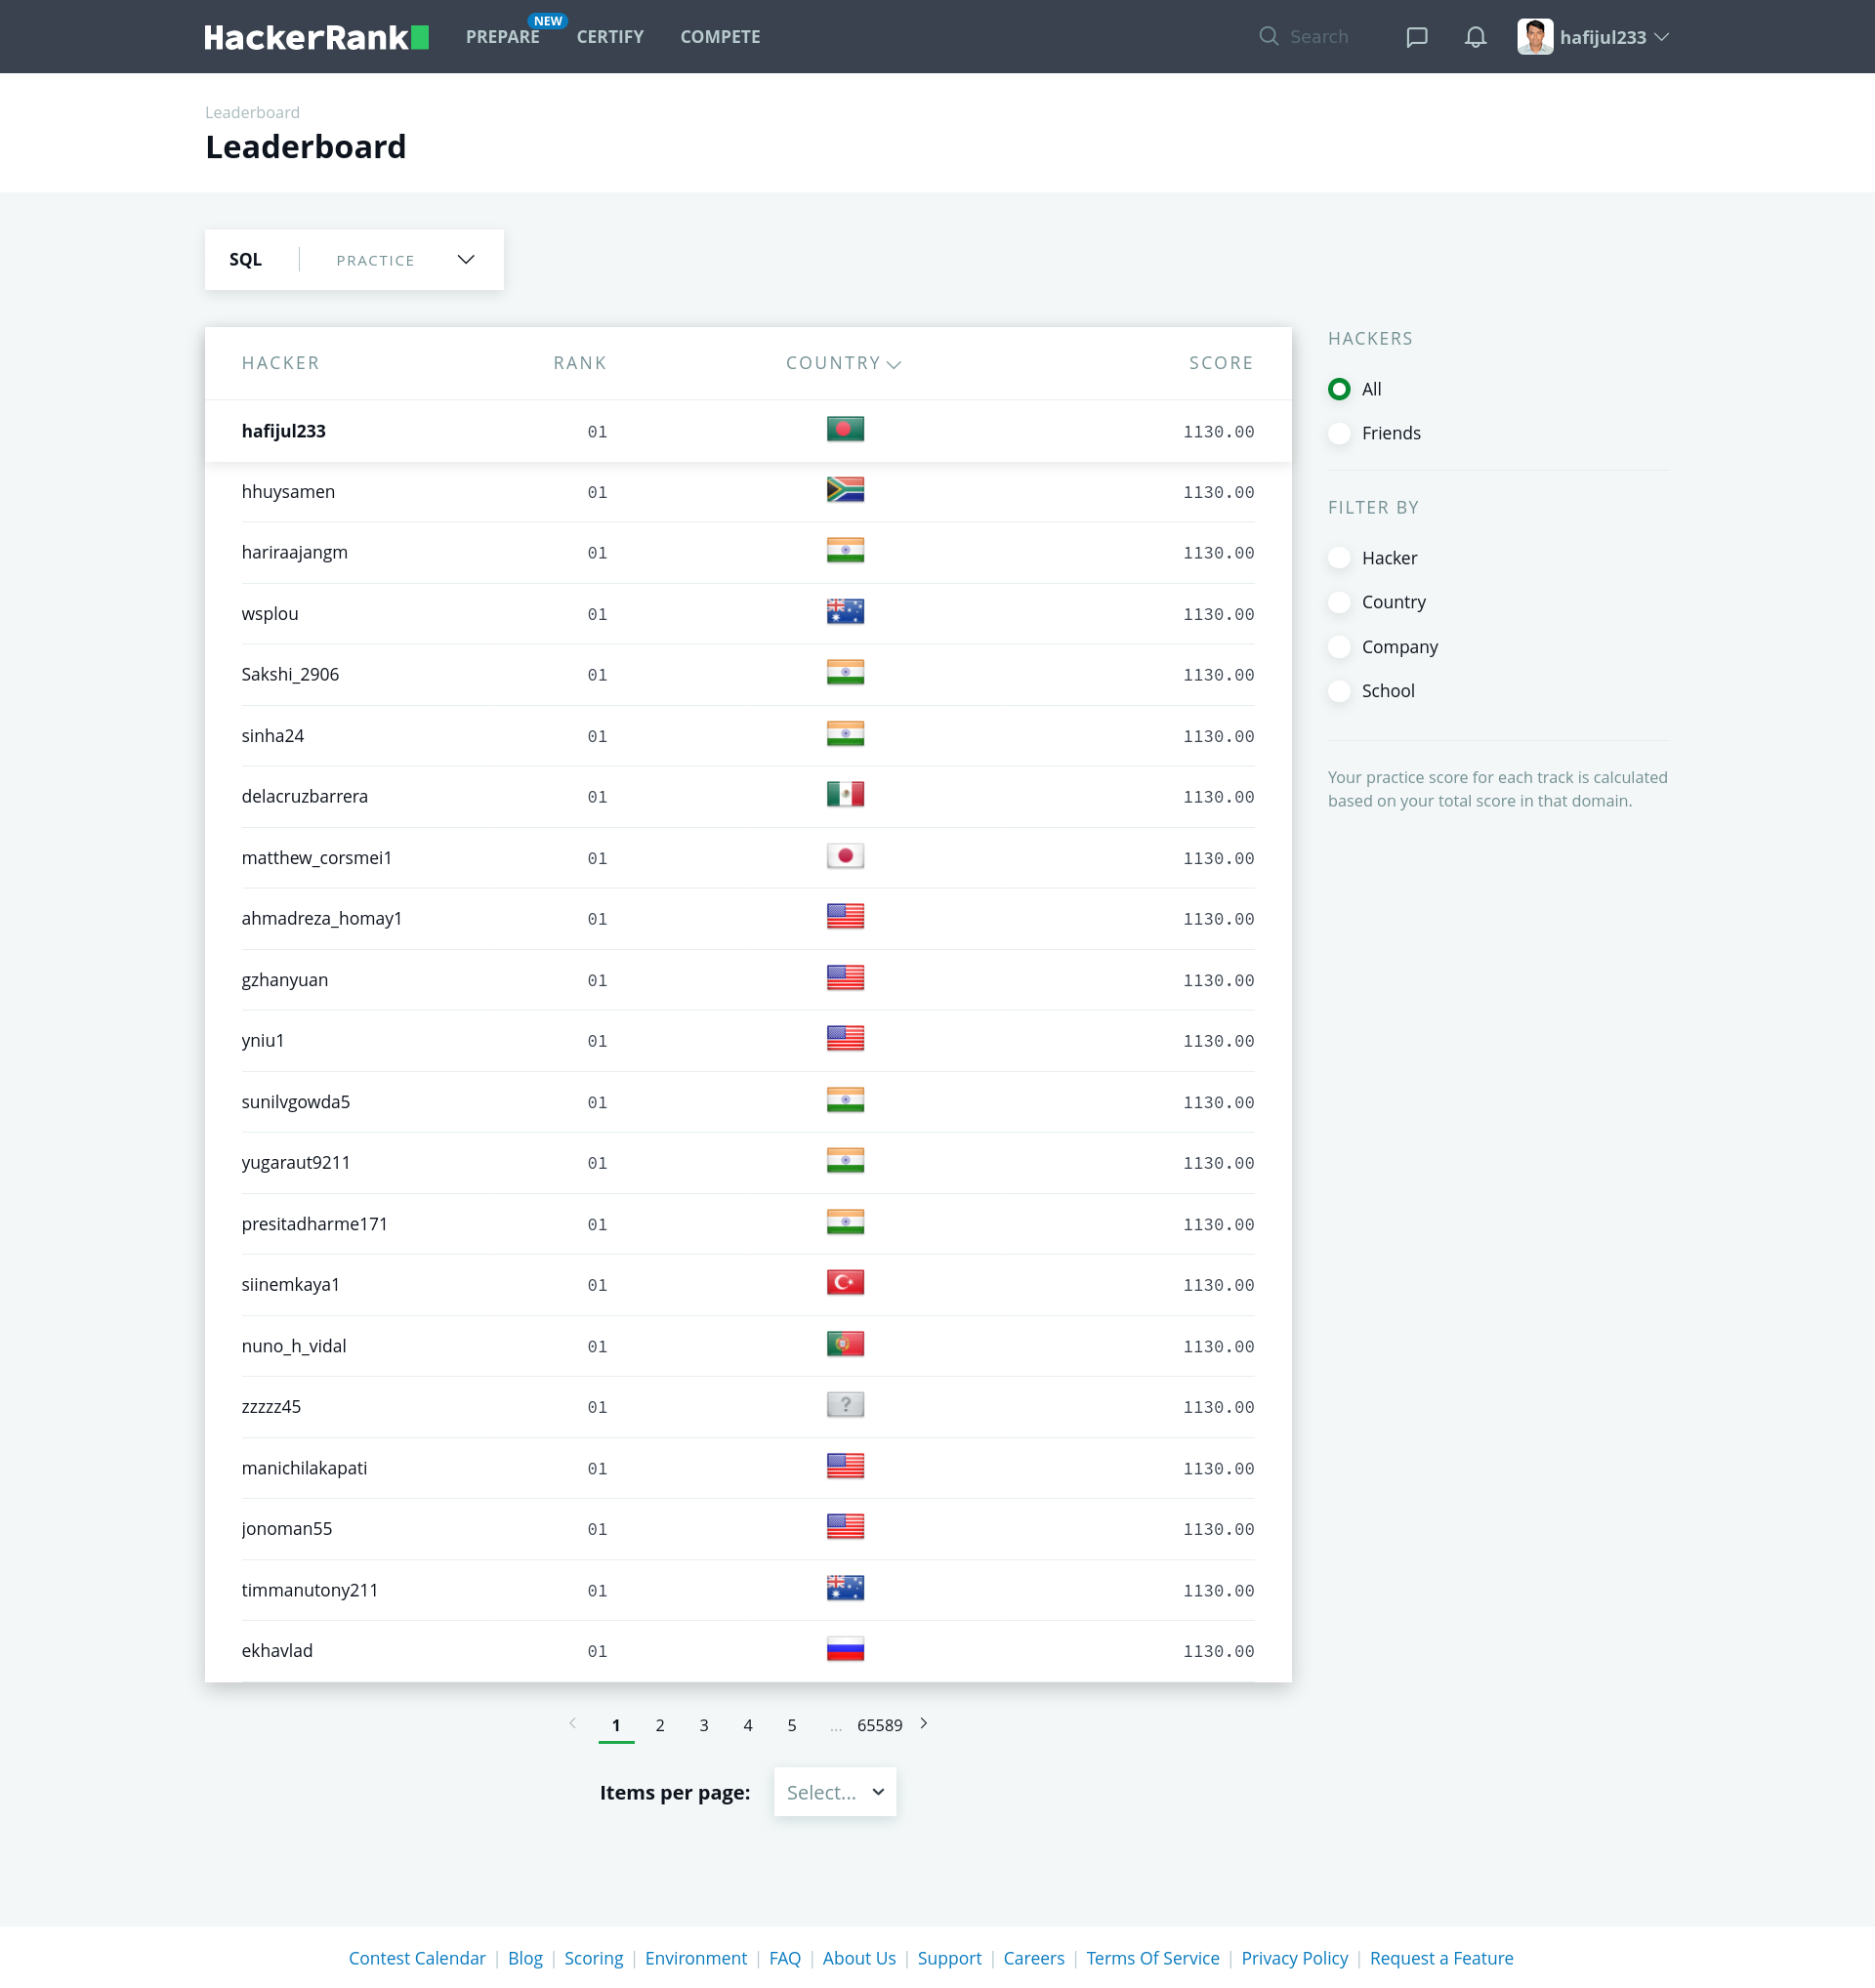 HackerRank PREPARE NEW CERTIFY COMPETE Search hafijul233
Leaderboard
Leaderboard
SQL PRACTICE
HACKER RANK COUNTRY SCORE
hafijul233 01 1130.00
hhuysamen 01 1130.00
hariraajangm 01 1130.00
wsplou 01 1130.00
Sakshi_2906 01 1130.00
sinha24 01 1130.00
delacruzbarrera 01 1130.00
matthew_corsmei1 01 1130.00
ahmadreza_homay1 01 1130.00
gzhanyuan 01 1130.00
yniu1 01 1130.00
sunilvgowda5 01 1130.00
yugaraut9211 01 1130.00
presitadharme171 01 1130.00
siinemkaya1 01 1130.00
nuno_h_vidal 01 1130.00
zzzzz45 01 ? 1130.00
manichilakapati 01 1130.00
jonoman55 01 1130.00
timmanutony211 01 1130.00
ekhavlad 01 1130.00
1 2 3 4 5 ... 65589
Items per page: Select...
HACKERS
All
Friends
FILTER BY
Hacker
Country
Company
School
Your practice score for each track is calculated
based on your total score in that domain.
Contest Calendar | Blog | Scoring | Environment | FAQ | About Us | Support | Careers | Terms Of Service | Privacy Policy | Request a Feature